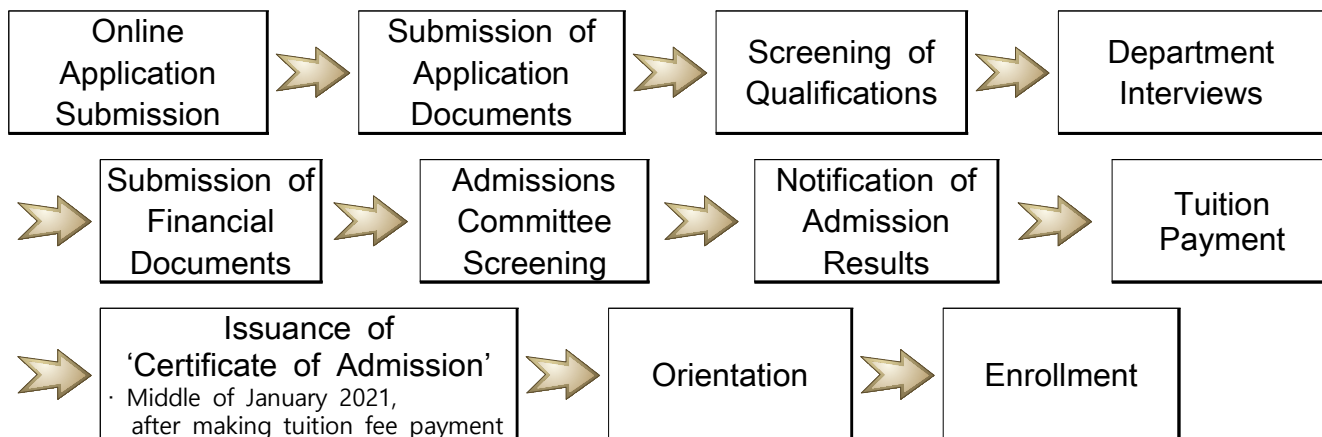 Online
Application
Submission
Submission of
Application
Documents
Screening of
Qualifications
Department
Interviews
Submission of
Financial
Documents
Admissions
Committee
Screening
Notification of
Admission
Results
Tuition
Payment
Issuance of
‘Certificate of Admission’
· Middle of January 2021,
after making tuition fee payment
Orientation
Enrollment